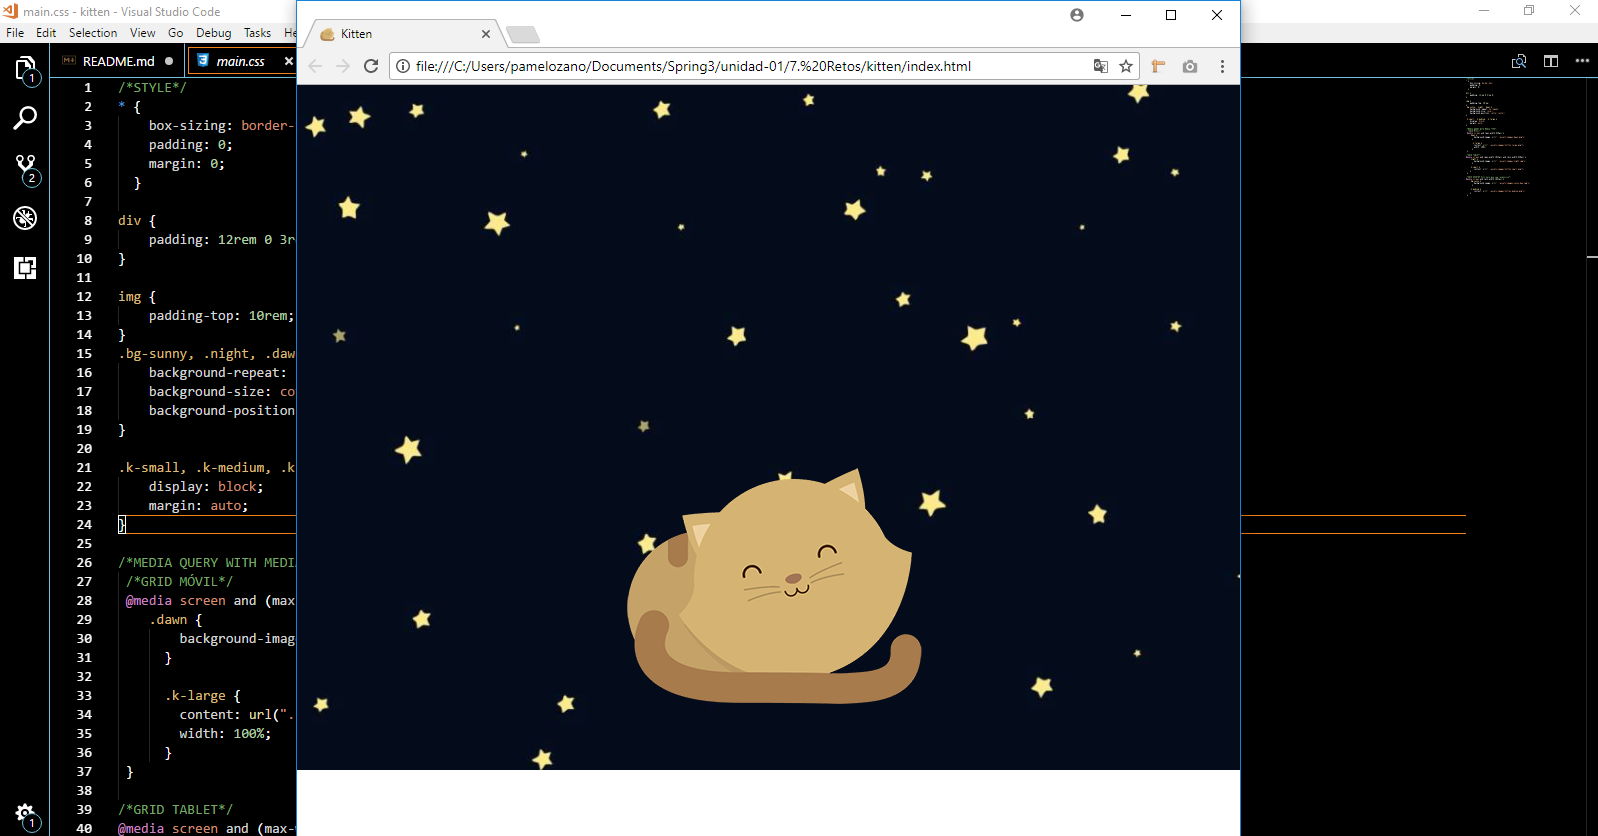 main.css - kitten - Visual Studio Code
File Edit Selection View Go Debug Tasks He
README.md
main.css
Kitten
file:///C:/Users/pamelozano/Documents/Spring3/unidad-01/7.%20Retos/kitten/index.html
1
2
1
1 /*STYLE*/
2 * {
3 box-sizing: border-
4 padding: 0;
5 margin: 0;
6 }
7
8 div {
9 padding: 12rem 0 3r
10 }
11
12 img {
13 padding-top: 10rem;
14 }
15 .bg-sunny, .night, .daw
16 background-repeat:
17 background-size: co
18 background-position
19 }
20
21 .k-small, .k-medium, .k
22 display: block;
23 margin: auto;
24 }
25
26 /*MEDIA QUERY WITH MEDI
27 /*GRID MÓVIL*/
28 @media screen and (max
29 .dawn {
30 background-imag
31 }
32
33 .k-large {
34 content: url(".
35 width: 100%;
36 }
37 }
38
39 /*GRID TABLET*/
40 @media screen and (max-